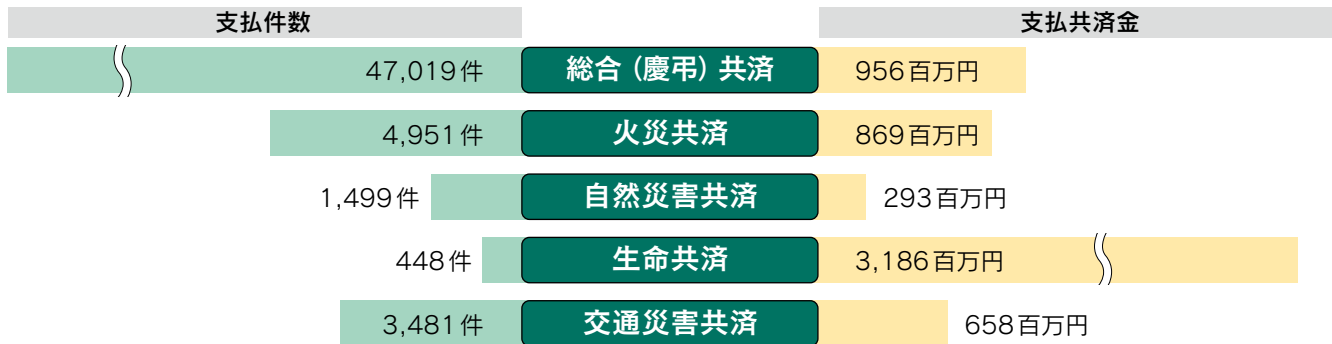 支払件数 支払共済金
47,019件 総合（慶弔）共済 956百万円
4,951件 火災共済 869百万円
1,499件 自然災害共済 293百万円
448件 生命共済 3,186百万円
3,481件 交通災害共済 658百万円